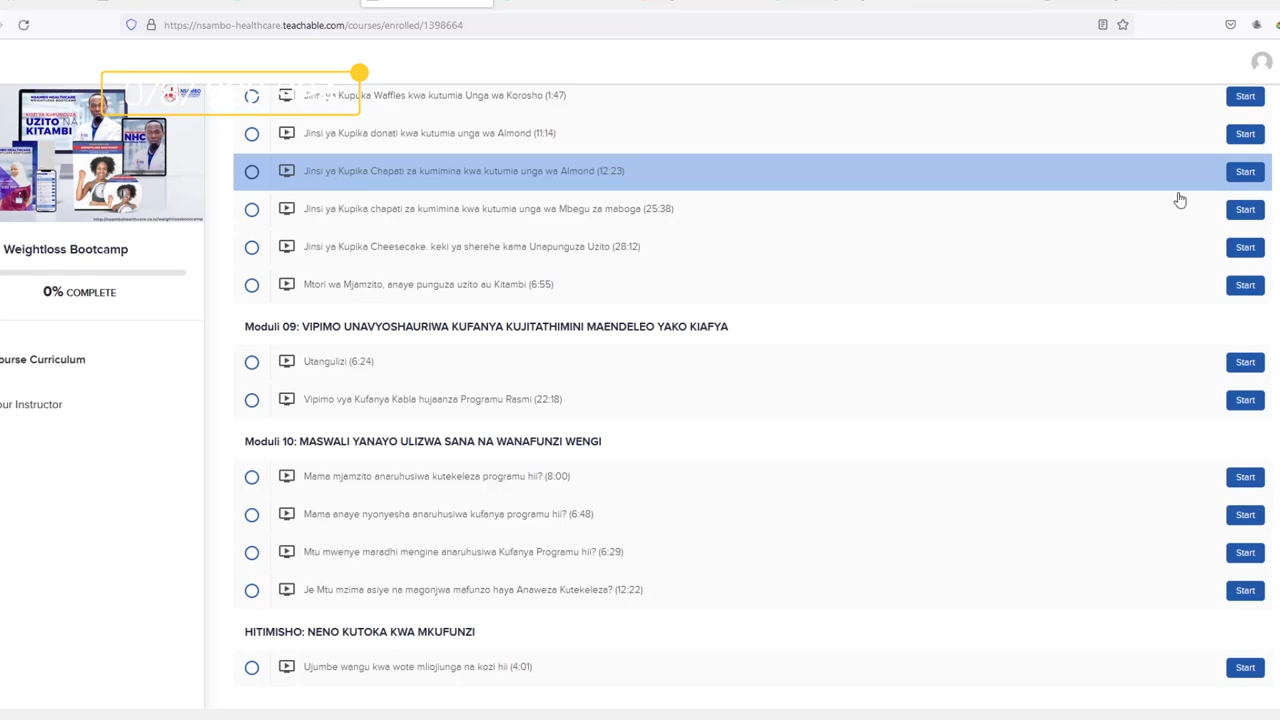 https://nsambo-healthcare.teachable.com/courses/enrolled/1398664
UZITO NA
KITAMBI
NHC
Weightloss Bootcamp
0% COMPLETE
ourse Curriculum
our Instructor
Kupika Waffles kwa kutumia Unga wa Korosho (1:47)
Start
Jinsi ya Kupika donati kwa kutumia unga wa Almond (11:14)
Start
Jinsi ya Kupika Chapati za kumimina kwa kutumia unga wa Almond (12:23)
Start
Jinsi ya Kupika chapati za kumimina kwa kutumia unga wa Mbegu za maboga (25:38)
Start
Jinsi ya Kupika Cheesecake. keki ya sherehe kama Unapunguza Uzito (28:12)
Start
Mtori wa Mjamzito, anaye punguza uzito au Kitambi (6:55)
Start
Moduli 09: VIPIMO UNAVYOSHAURIWA KUFANYA KUJITATHIMINI MAENDELEO YAKO KIAFYA
Utangulizi (6:24)
Start
Vipimo vya Kufanya Kabla hujaanza Programu Rasmi (22:18)
Start
Moduli 10: MASWALI YANAYO ULIZWA SANA NA WANAFUNZI WENGI
Mama mjamzito anaruhusiwa kutekeleza programu hii? (8:00)
Start
Mama anaye nyonyesha anaruhusiwa kufanya programu hii? (6:48)
Start
Mtu mwenye maradhi mengine anaruhusiwa Kufanya Programu hii? (6:29)
Start
Je Mtu mzima asiye na magonjwa mafunzo haya Anaweza Kutekeleza? (12:22)
Start
HITIMISHO: NENO KUTOKA KWA MKUFUNZI
Ujumbe wangu kwa wote mliojiunga na kozi hii (4:01)
Start